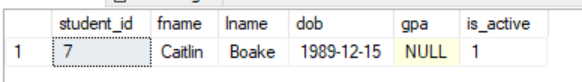 student_id fname lname dob gpa is_active
1 7 Caitlin Boake 1989-12-15 NULL 1